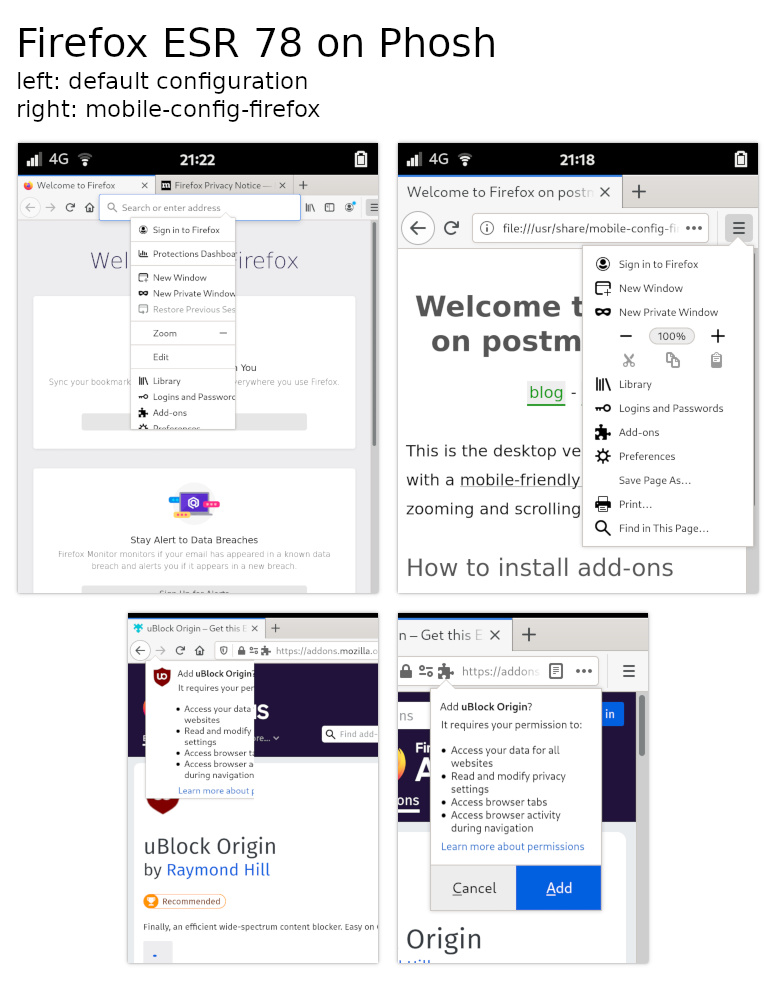 Firefox ESR 78 on Phosh
left: default configuration
right: mobile-config-firefox
4G 21:22
Welcome to Firefox
Firefox Privacy Notice —
Search or enter address
Wel
irefox
Sign in to Firefox
Protections Dashboa
New Window
New Private Window
Restore Previous Ses
Zoom
Edit
Library
Logins and Password
Add-ons
Preferences
n You
Sync your bookmark
verywhere you use Firefox.
Stay Alert to Data Breaches
Firefox Monitor monitors if your email has appeared in a known data
breach and alerts you if it appears in a new breach.
Sign Up for Alerts
4G 21:18
Welcome to Firefox on postm
file:///usr/share/mobile-config-fi
Sign in to Firefox
New Window
New Private Window
100%
Library
Logins and Passwords
Add-ons
Preferences
Save Page As…
Print…
Find in This Page…
Welcome t
on postm
blog -
This is the desktop ve
with a mobile-friendly
zooming and scrolling
How to install add-ons
uBlock Origin – Get this E
https://addons.mozilla.o
Add uBlock Origin?
It requires your per
Access your data
websites
Read and modify
settings
Access browser ta
Access browser a
during navigation
Learn more about p
re…
Find add-
uBlock Origin
by Raymond Hill
Recommended
Finally, an efficient wide-spectrum content blocker. Easy on
n – Get this E
https://addons
Add uBlock Origin?
It requires your permission to:
Access your data for all
websites
Read and modify privacy
settings
Access browser tabs
Access browser activity
during navigation
Learn more about permissions
Cancel
Add
ns
in
Fir
A
ons
Origin